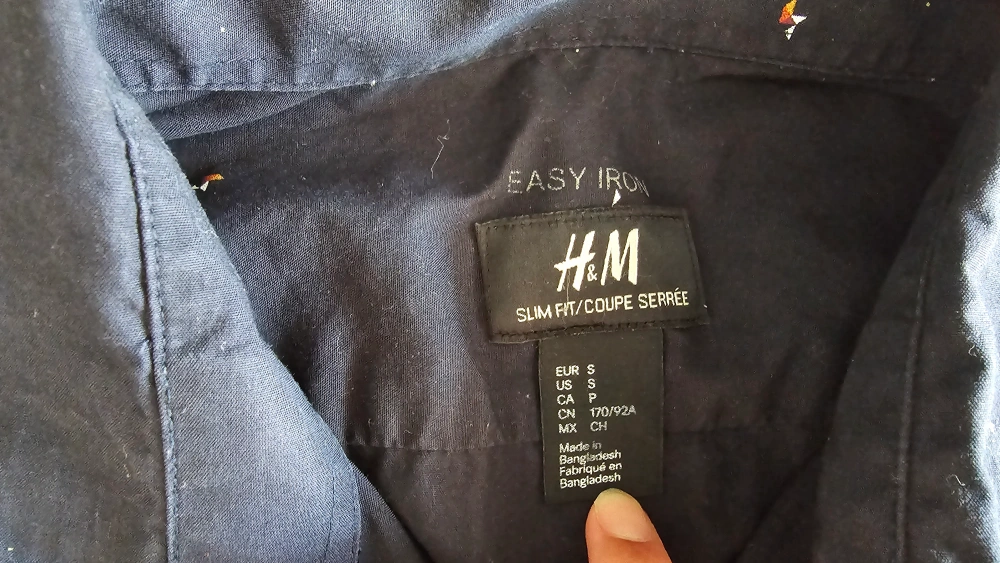 EASY IRON
H&M
SLIM FIT/COUPE SERRÉE
EUR S
US S
CA P
CN 170/92A
MX CH
Made in
Bangladesh
Fabriqué en
Bangladesh